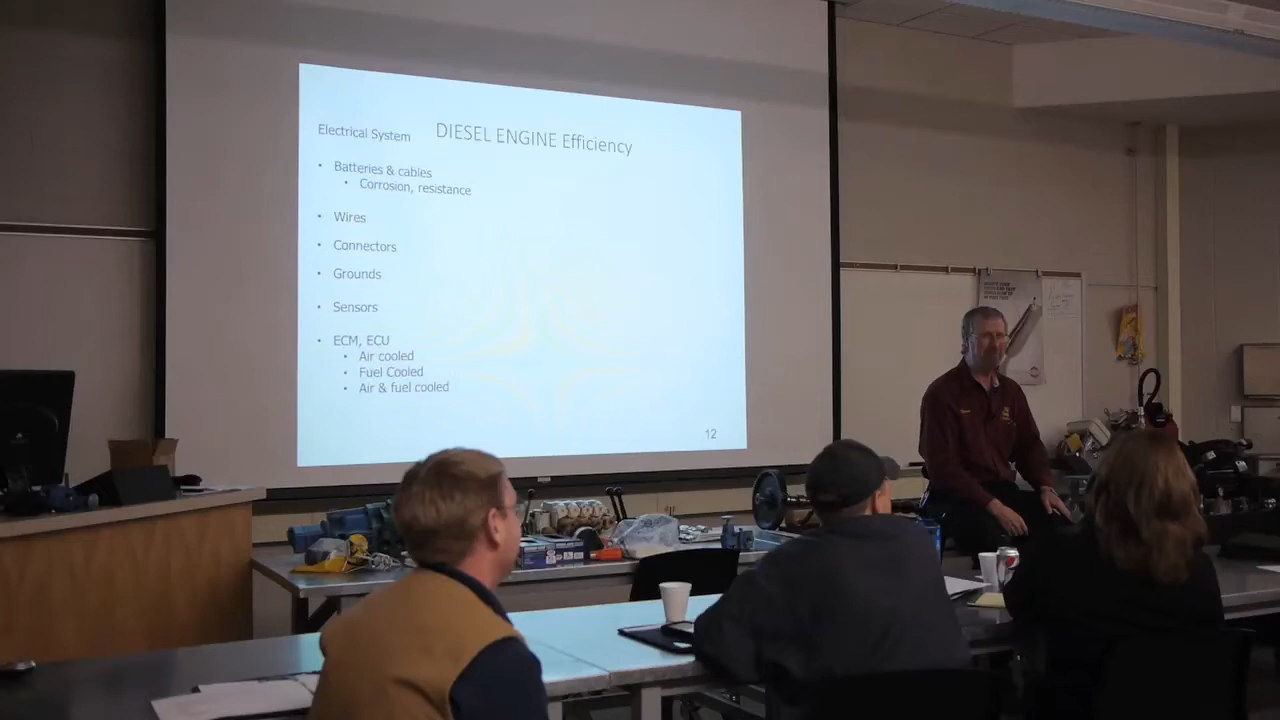 Electrical System
DIESEL ENGINE Efficiency
• Batteries & cables
• Corrosion, resistance
• Wires
• Connectors
• Grounds
• Sensors
• ECM, ECU
• Air cooled
• Fuel Cooled
• Air & fuel cooled
12